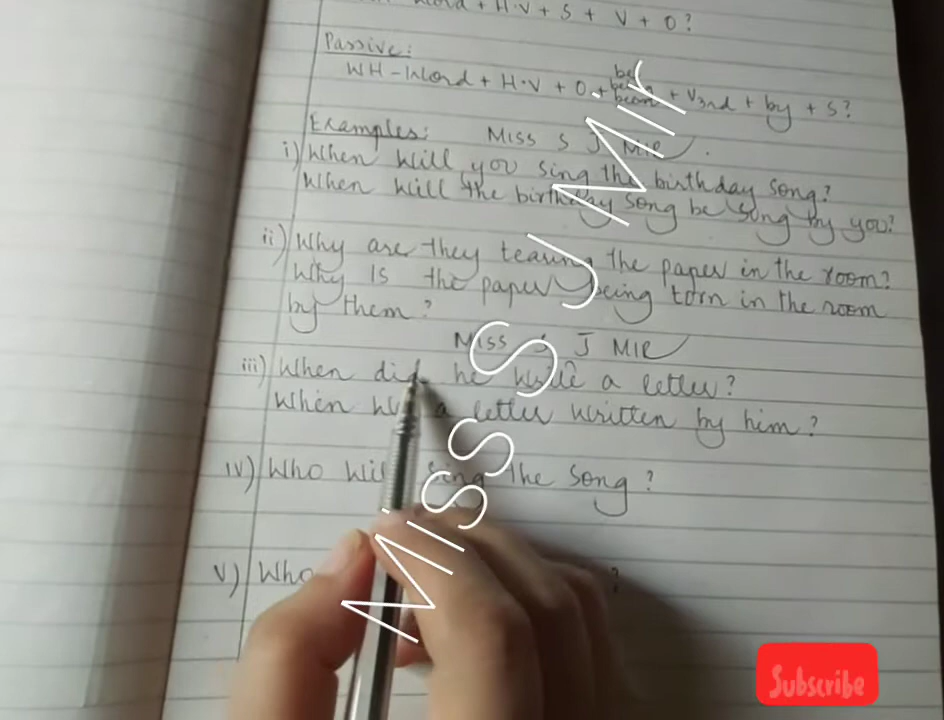 + H.V + S + V + O?
Passive:
be
WH-Word + H.V + O + being + V3rd + by + S?
been
Examples: Miss S J MIR.
i) When will you sing the birthday song?
When will the birthday song be song by you?
ii) Why are they tearing the paper in the room?
Why Is the paper being torn in the room
by them?
Miss S J MIR
iii) When did he write a letter?
When a letter written by him?
iv) Who will sing the song?
v) Who ?
MISS S J MIR
Subscribe